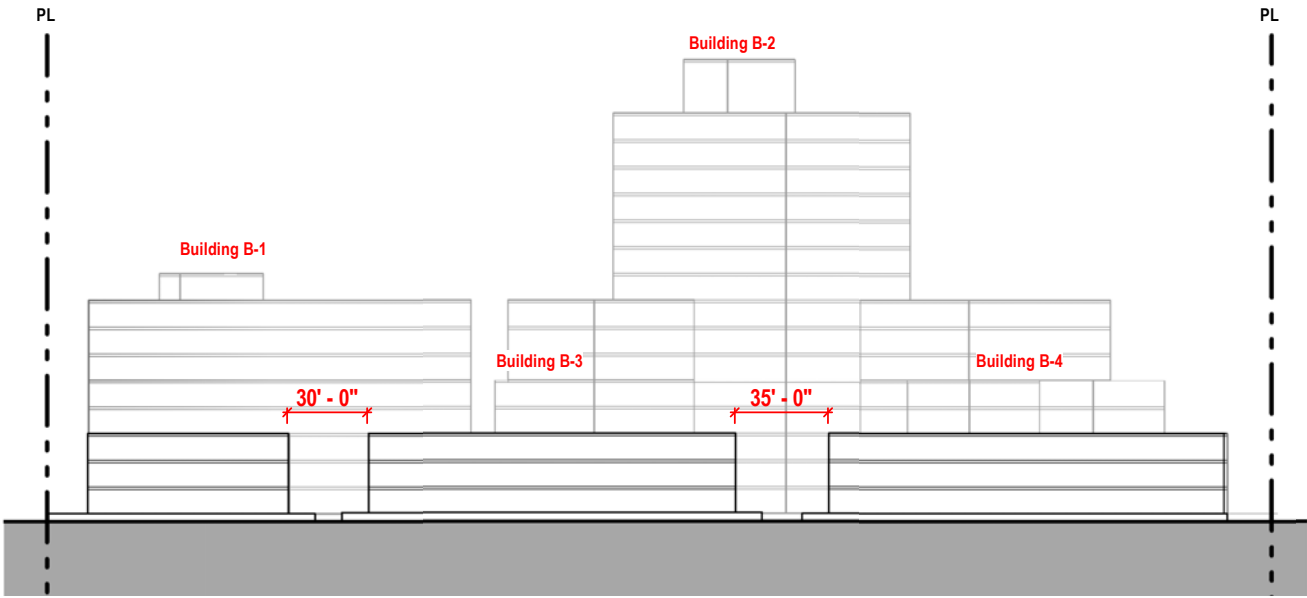 PL
PL
Building B-2
Building B-1
Building B-3
Building B-4
30' - 0"
35' - 0"